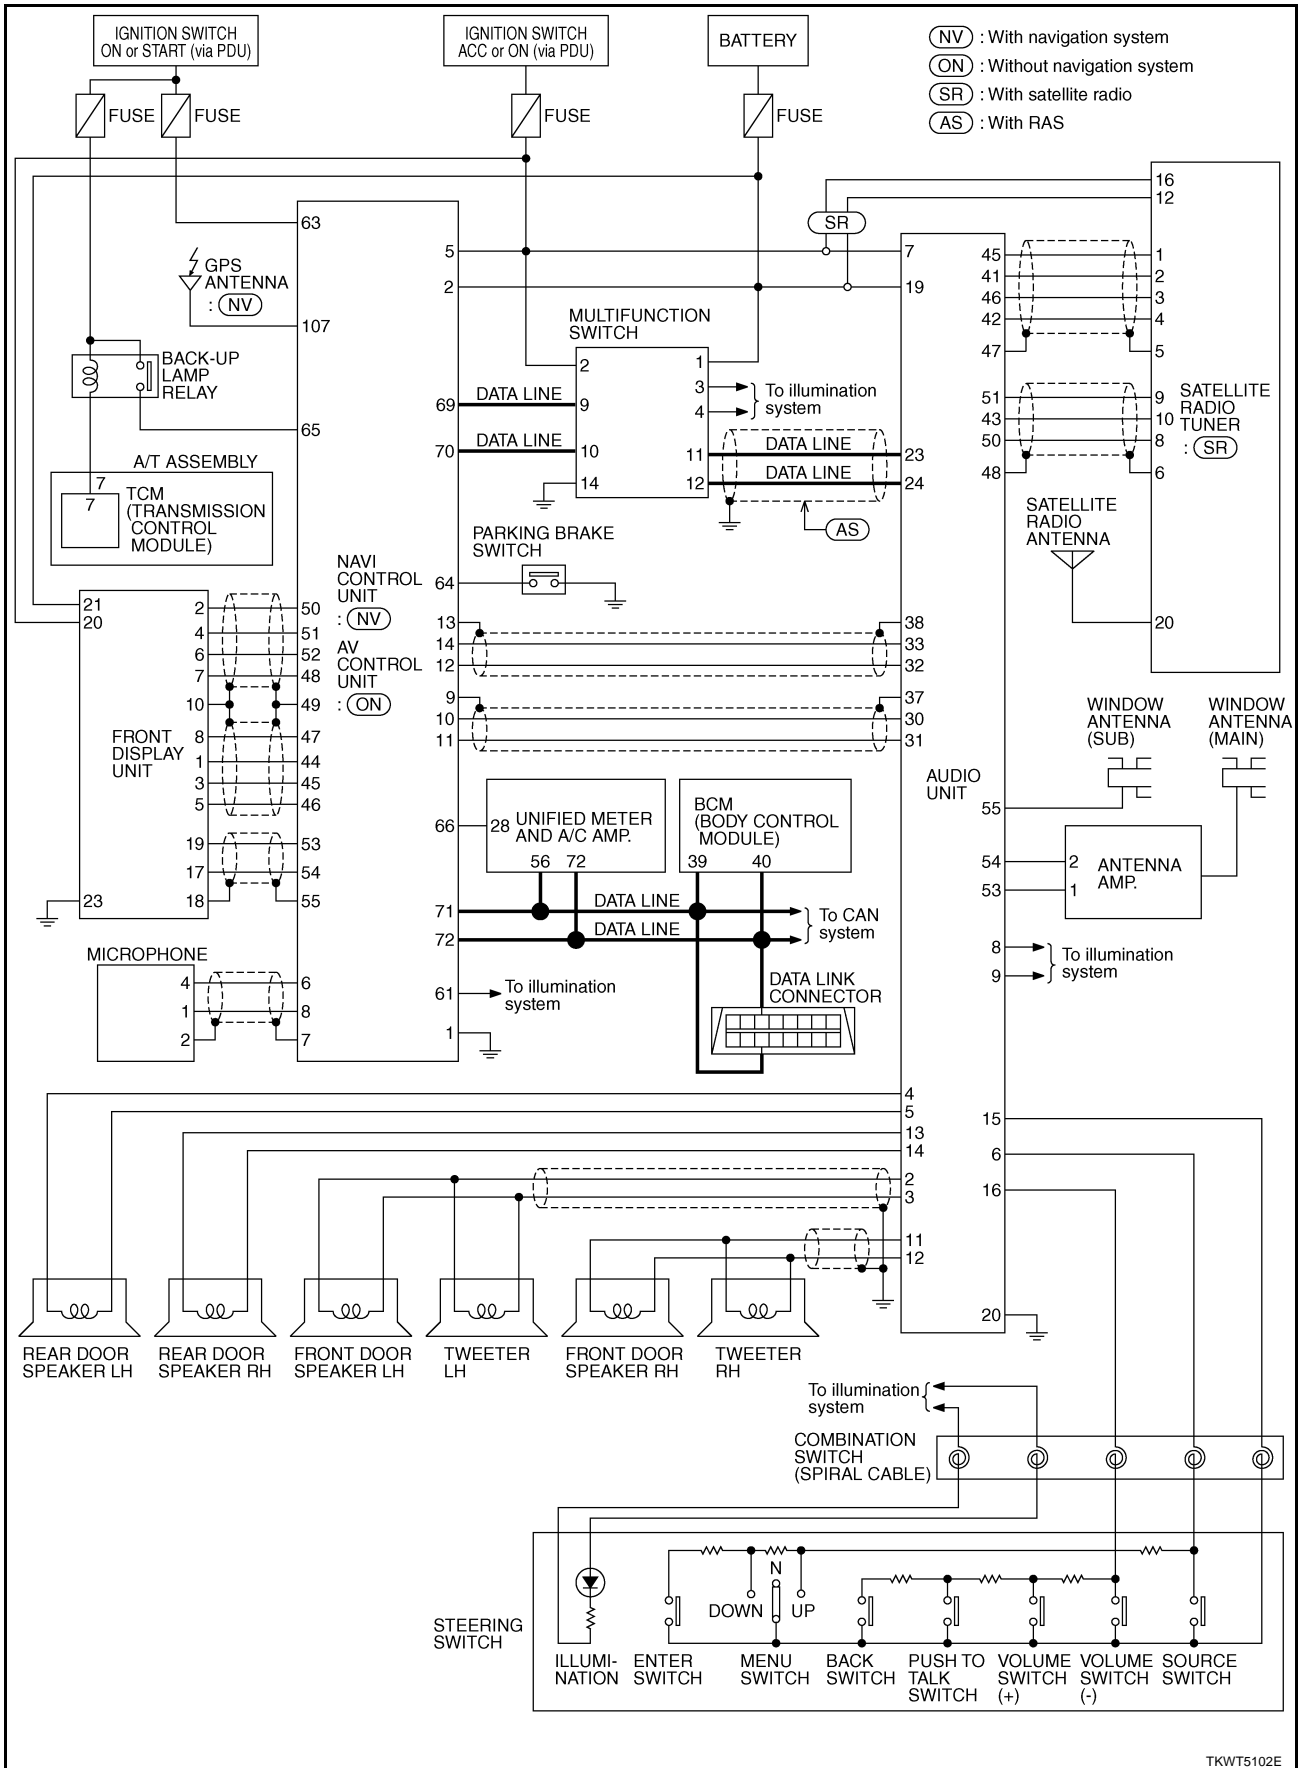 IGNITION SWITCH
ON or START (via PDU)
IGNITION SWITCH
ACC or ON (via PDU)
BATTERY
NV : With navigation system
ON : Without navigation system
SR : With satellite radio
AS : With RAS
FUSE
FUSE
FUSE
FUSE
16
12
SR
63
5
7
2
19
GPS
ANTENNA
: NV
107
45
41
46
42
47
1
2
3
4
5
MULTIFUNCTION
SWITCH
2
1
3
4
To illumination
system
BACK-UP
LAMP
RELAY
65
69
DATA LINE
9
70
DATA LINE
10
14
11
DATA LINE
23
12
DATA LINE
24
AS
51
43
50
48
9
10
8
6
SATELLITE
RADIO
TUNER
: SR
A/T ASSEMBLY
7
7
TCM
(TRANSMISSION
CONTROL
MODULE)
SATELLITE
RADIO
ANTENNA
20
PARKING BRAKE
SWITCH
64
NAVI
CONTROL
UNIT
: NV
AV
CONTROL
UNIT
: ON
21
20
2
4
6
7
10
8
1
3
5
19
17
18
50
51
52
48
49
47
44
45
46
53
54
55
FRONT
DISPLAY
UNIT
23
13
14
12
9
10
11
38
33
32
37
30
31
WINDOW
ANTENNA
(SUB)
WINDOW
ANTENNA
(MAIN)
AUDIO
UNIT
55
54
53
2
1
ANTENNA
AMP.
66
28
UNIFIED METER
AND A/C AMP.
56 72
BCM
(BODY CONTROL
MODULE)
39 40
71
DATA LINE
72
DATA LINE
To CAN
system
8
9
To illumination
system
MICROPHONE
4
1
2
6
8
7
61
To illumination
system
1
DATA LINK
CONNECTOR
4
5
13
14
2
3
11
12
15
6
16
20
REAR DOOR
SPEAKER LH
REAR DOOR
SPEAKER RH
FRONT DOOR
SPEAKER LH
TWEETER
LH
FRONT DOOR
SPEAKER RH
TWEETER
RH
To illumination
system
COMBINATION
SWITCH
(SPIRAL CABLE)
STEERING
SWITCH
N
DOWN
UP
ILLUMI-
NATION
ENTER
SWITCH
MENU
SWITCH
BACK
SWITCH
PUSH TO
TALK
SWITCH
VOLUME
SWITCH
(+)
VOLUME
SWITCH
(-)
SOURCE
SWITCH
TKWT5102E